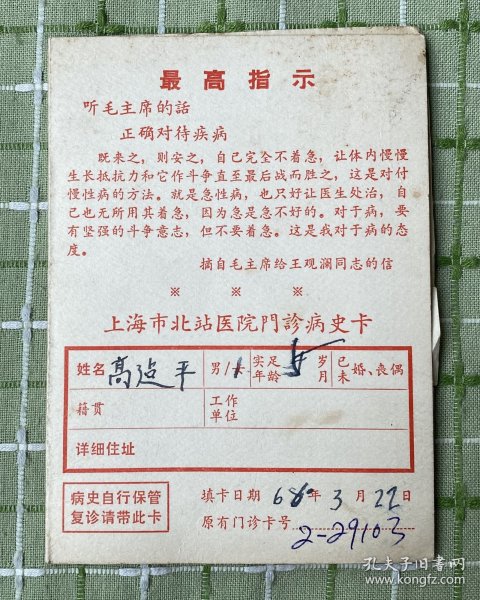 最高指示
听毛主席的話
正确对待疾病
既来之，则安之，自己完全不着急，让体内慢慢
生长抵抗力和它作斗争直至最后战而胜之，这是对付
慢性病的方法。就是急性病，也只好让医生处治，自
己也无所用其着急，因为急是急不好的。对于病，要
有坚强的斗争意志，但不要着急。这是我对于病的态
度。
摘自毛主席给王观澜同志的信
※ ※ ※
上海市北站医院門診病史卡
姓名 高 平 男 实足年龄 岁月 已未婚、丧偶
籍贯 工作单位
详细住址
病史自行保管
复诊请带此卡
填卡日期 68年3月22日
原有门诊卡号 2-29103
孔夫子旧书网
www.kongfz.com